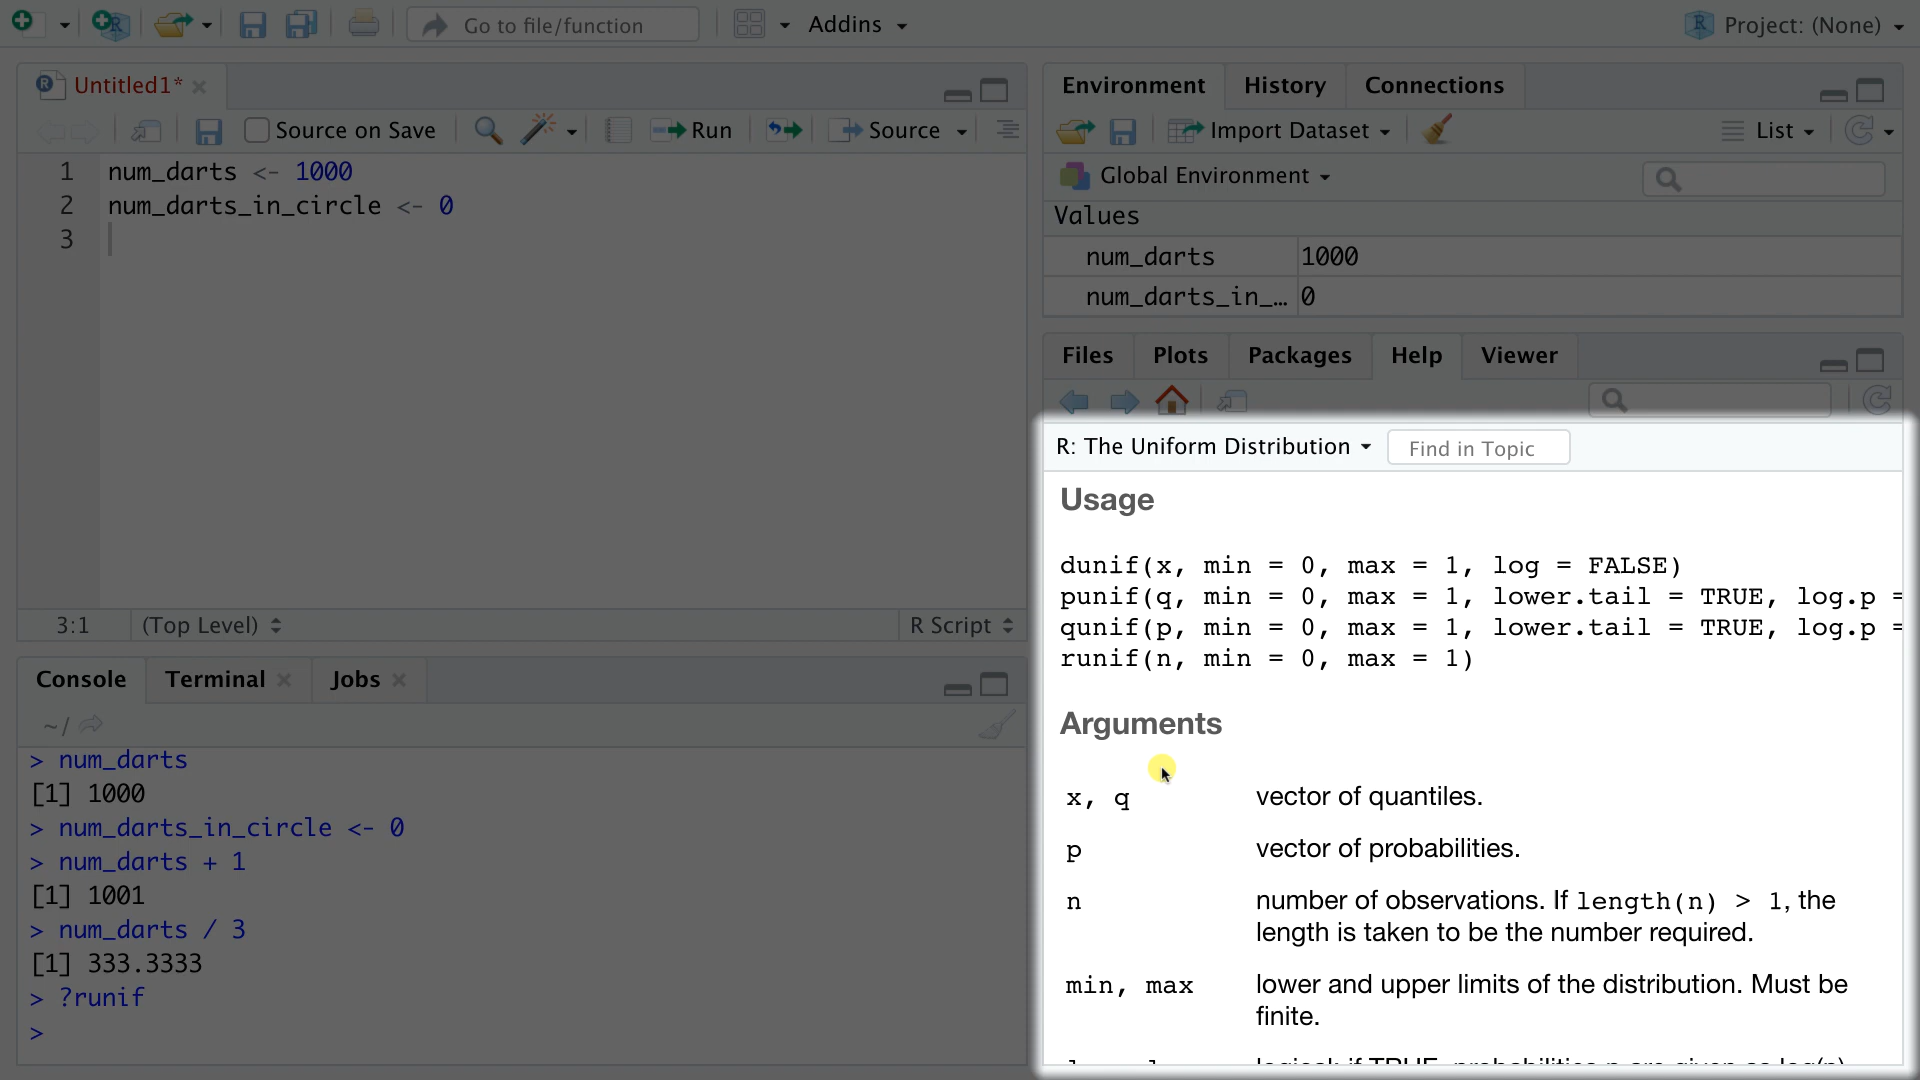 Go to file/function
Addins
Project: (None)
Untitled1*
Source on Save
Run
Source
1 num_darts <- 1000
2 num_darts_in_circle <- 0
3
3:1 (Top Level) R Script
Console Terminal Jobs
~/
> num_darts
[1] 1000
> num_darts_in_circle <- 0
> num_darts + 1
[1] 1001
> num_darts / 3
[1] 333.3333
> ?runif
>
Environment History Connections
Import Dataset List
Global Environment
Values
num_darts 1000
num_darts_in_… 0
Files Plots Packages Help Viewer
R: The Uniform Distribution Find in Topic
Usage
dunif(x, min = 0, max = 1, log = FALSE)
punif(q, min = 0, max = 1, lower.tail = TRUE, log.p =
qunif(p, min = 0, max = 1, lower.tail = TRUE, log.p =
runif(n, min = 0, max = 1)
Arguments
x, q vector of quantiles.
p vector of probabilities.
n number of observations. If length(n) > 1, the
length is taken to be the number required.
min, max lower and upper limits of the distribution. Must be
finite.